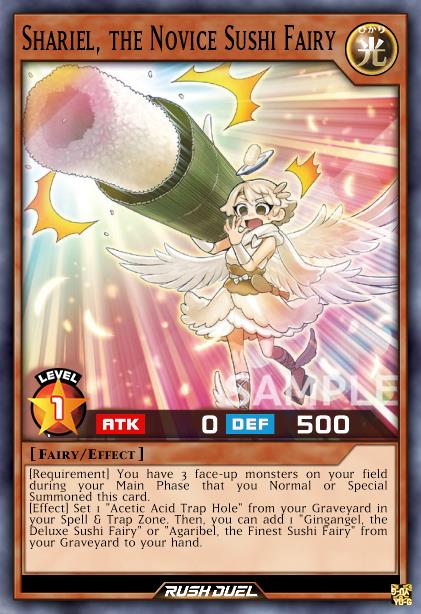 Shariel, the Novice Sushi Fairy
ひかり
光
SAMPLE
LEVEL
1
ATK 0 DEF 500
[Fairy/Effect]
[Requirement] You have 3 face-up monsters on your field
during your Main Phase that you Normal or Special
Summoned this card.
[Effect] Set 1 "Acetic Acid Trap Hole" from your Graveyard in
your Spell & Trap Zone. Then, you can add 1 "Gingangel, the
Deluxe Sushi Fairy" or "Agaribel, the Finest Sushi Fairy" from
your Graveyard to your hand.
RUSH DUEL